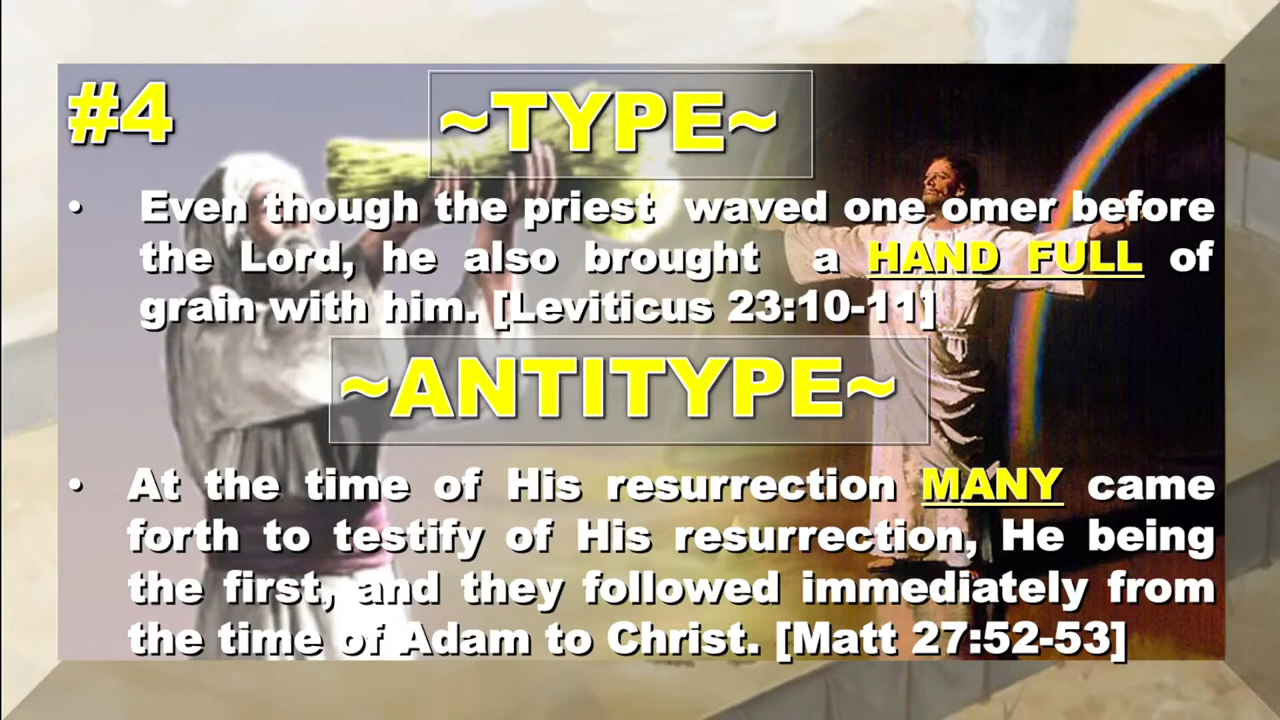 #4
~TYPE~
• Even though the priest waved one omer before
the Lord, he also brought a HAND FULL of
grain with him. [Leviticus 23:10-11]
~ANTITYPE~
• At the time of His resurrection MANY came
forth to testify of His resurrection, He being
the first, and they followed immediately from
the time of Adam to Christ. [Matt 27:52-53]